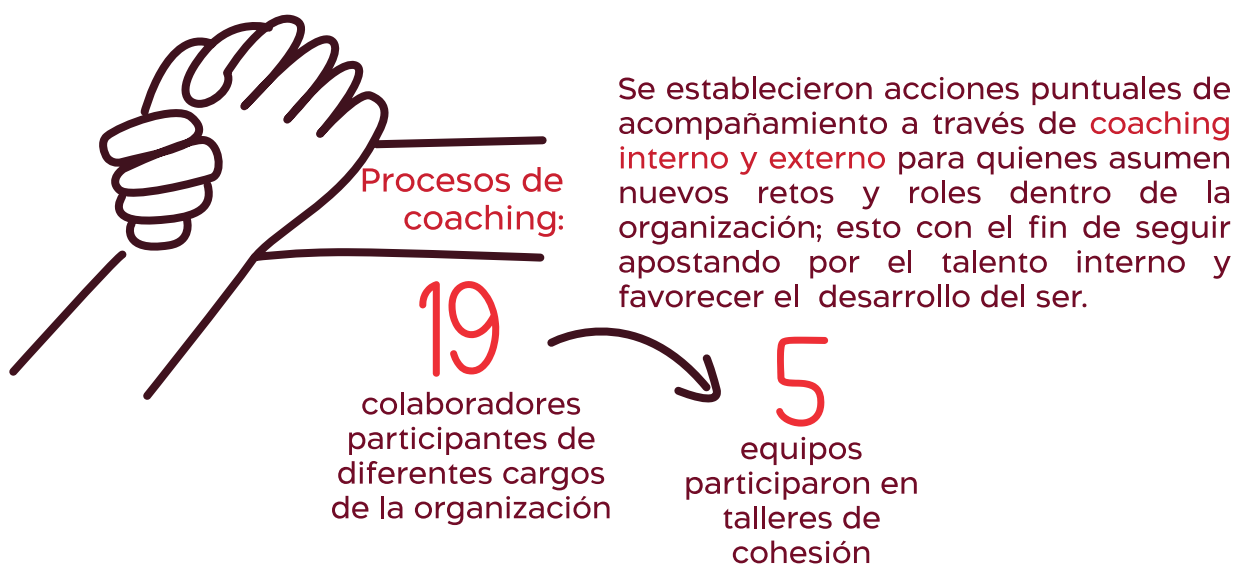 Procesos de
coaching:
Se establecieron acciones puntuales de
acompañamiento a través de coaching
interno y externo para quienes asumen
nuevos retos y roles dentro de la
organización; esto con el fin de seguir
apostando por el talento interno y
favorecer el desarrollo del ser.
19
colaboradores
participantes de
diferentes cargos
de la organización
5
equipos
participaron en
talleres de
cohesión